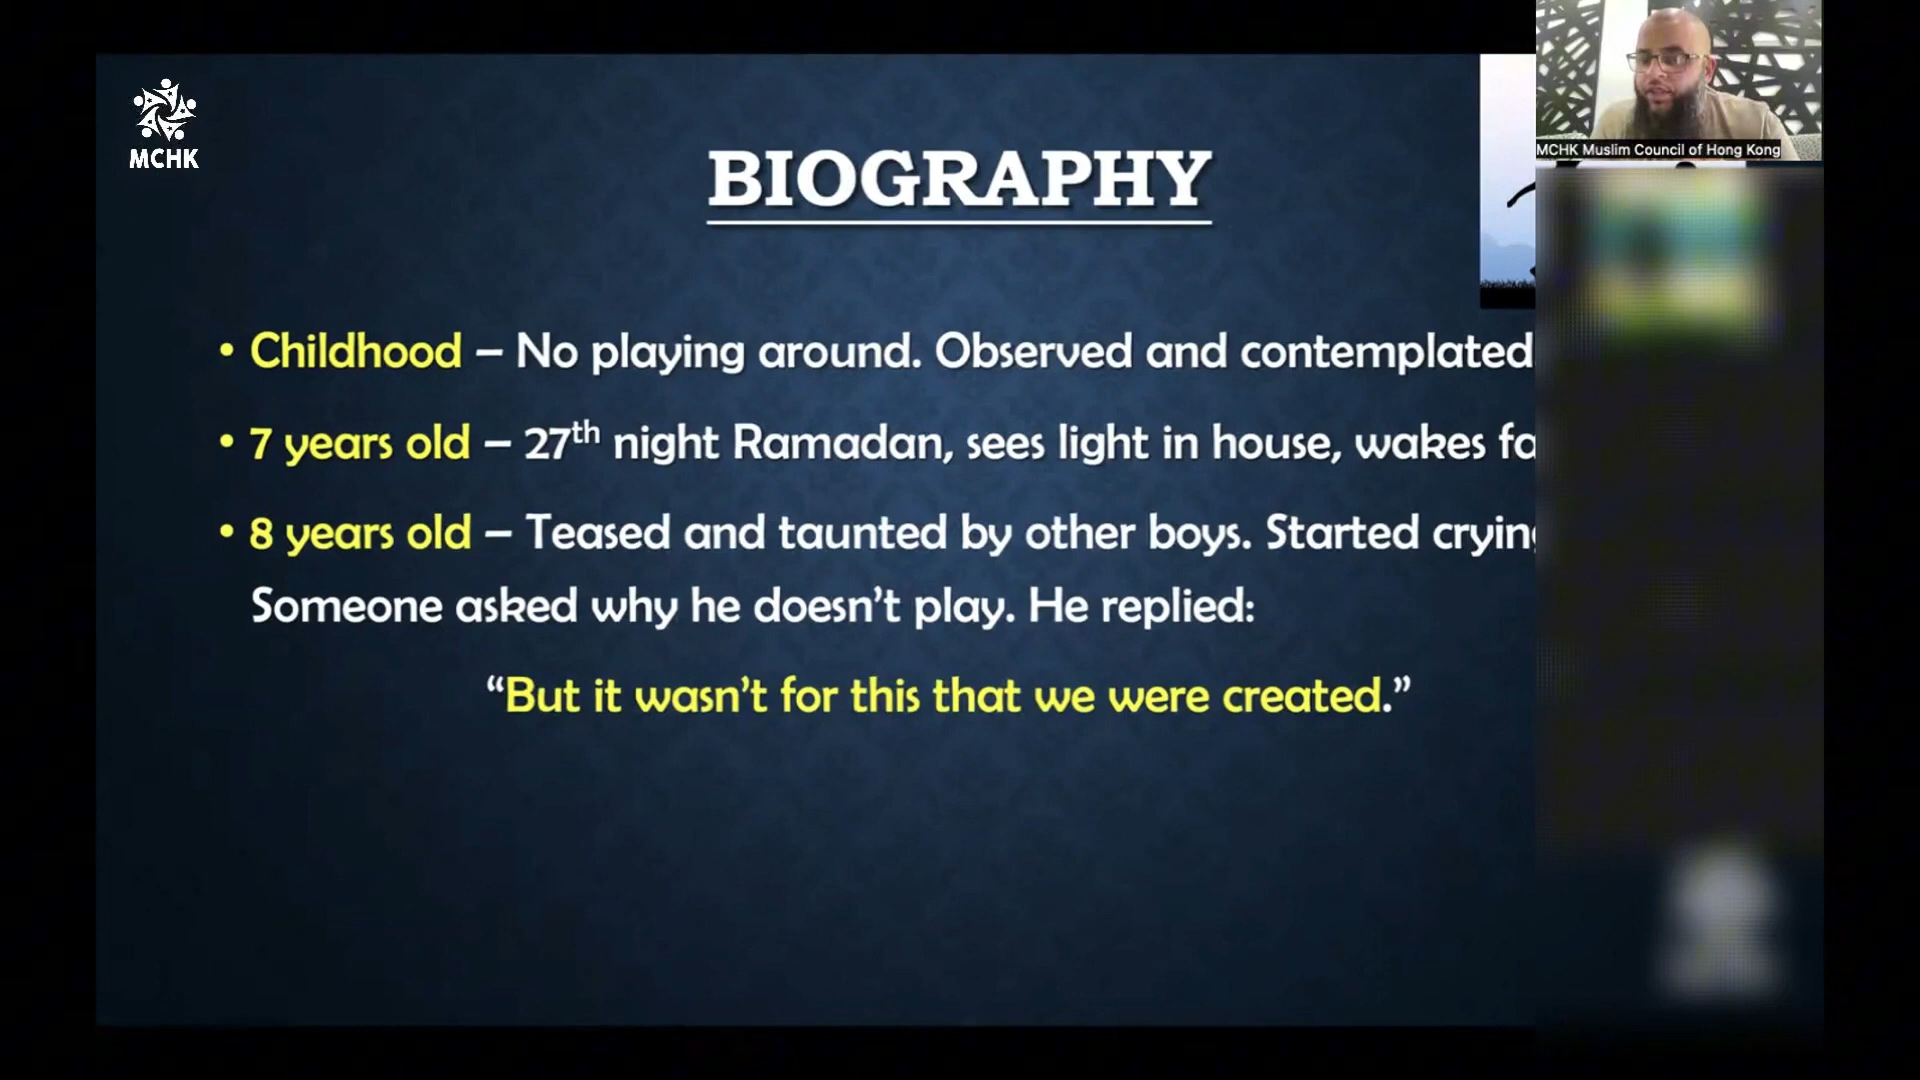 MCHK
MCHK Muslim Council of Hong Kong
BIOGRAPHY
• Childhood – No playing around. Observed and contemplated
• 7 years old – 27th night Ramadan, sees light in house, wakes fa
• 8 years old – Teased and taunted by other boys. Started crying
Someone asked why he doesn't play. He replied:
“But it wasn't for this that we were created.”